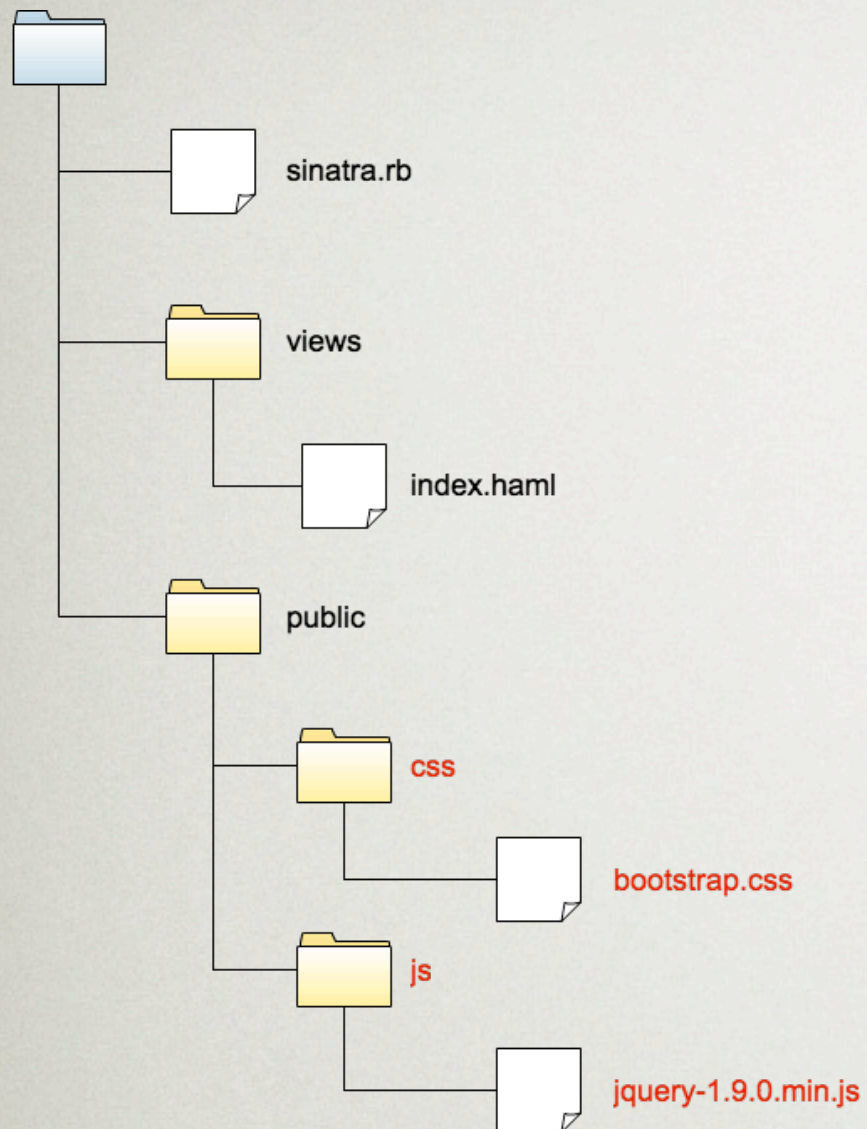 sinatra.rb
views
index.haml
public
css
bootstrap.css
js
jquery-1.9.0.min.js